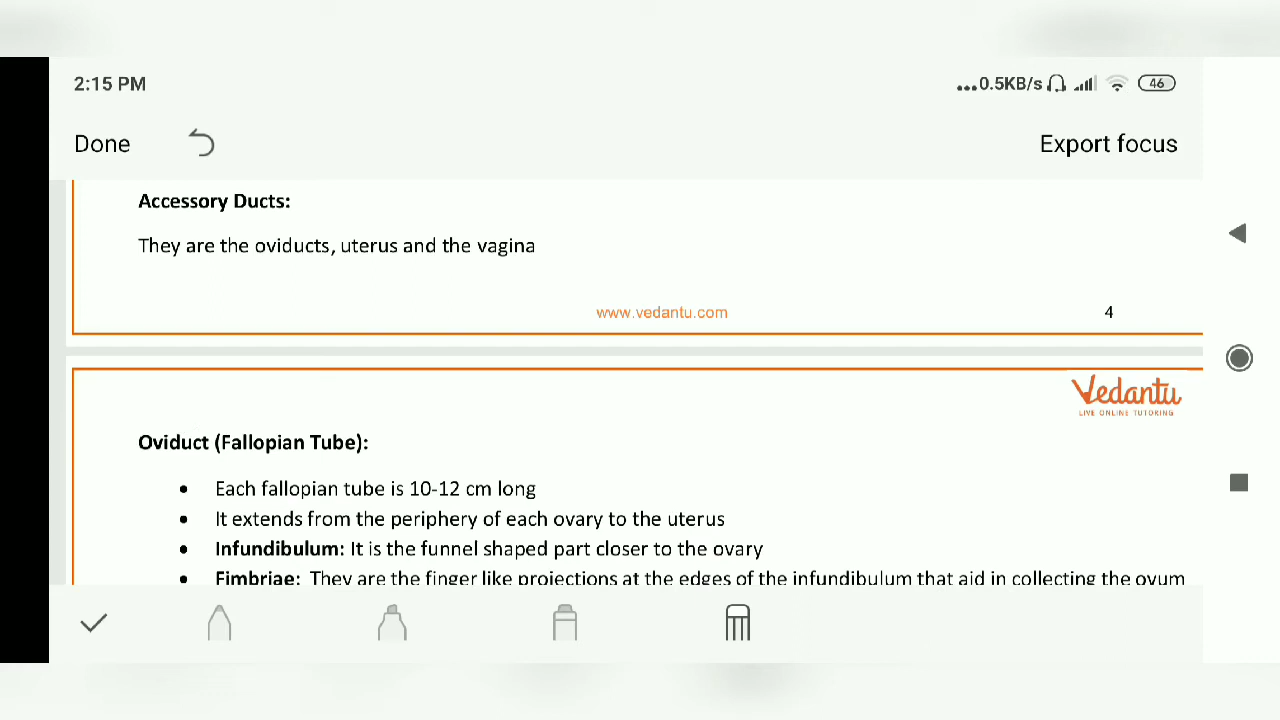 2:15 PM
...0.5KB/s 46
Done
Export focus
Accessory Ducts:
They are the oviducts, uterus and the vagina
www.vedantu.com 4
Vedantu
LIVE ONLINE TUTORING
Oviduct (Fallopian Tube):
• Each fallopian tube is 10-12 cm long
• It extends from the periphery of each ovary to the uterus
• Infundibulum: It is the funnel shaped part closer to the ovary
• Fimbriae: They are the finger like projections at the edges of the infundibulum that aid in collecting the ovum